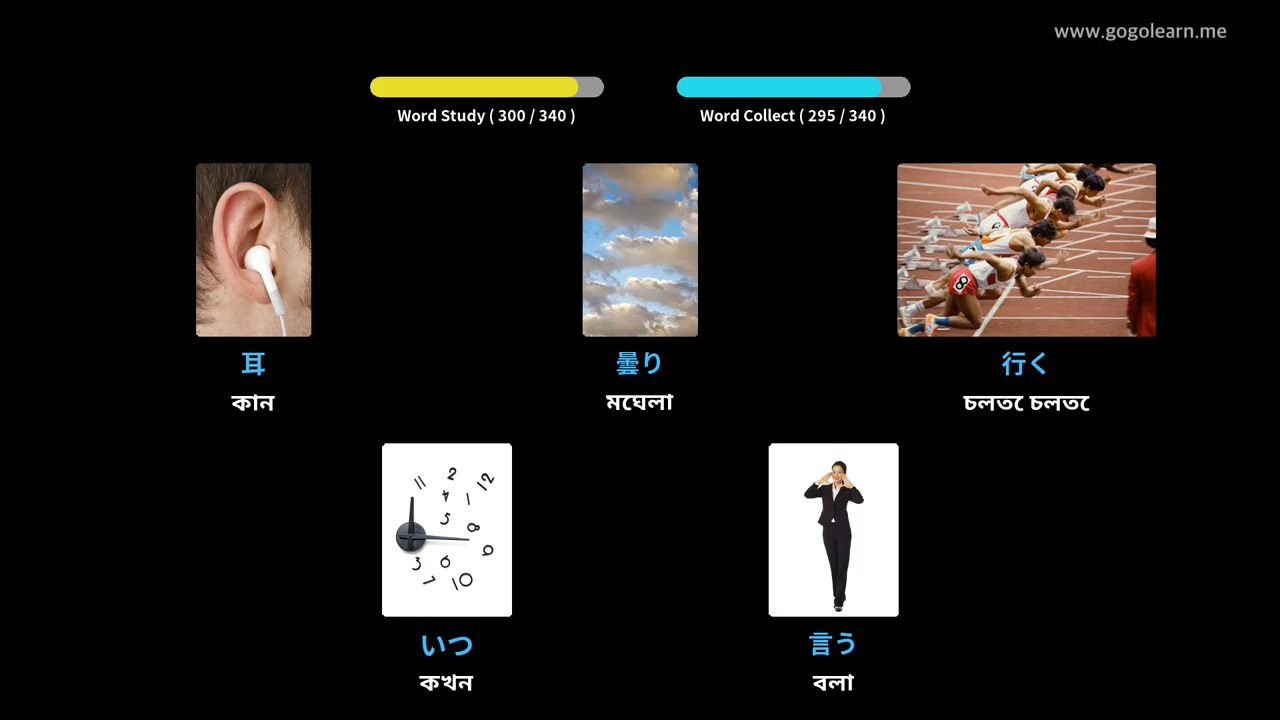 www.gogolearn.me
Word Study ( 300 / 340 )
Word Collect ( 295 / 340 )
耳
曇り
行く
কান
মঘেেলা
চলতে চলতে
いつ
言う
কখন
বলা